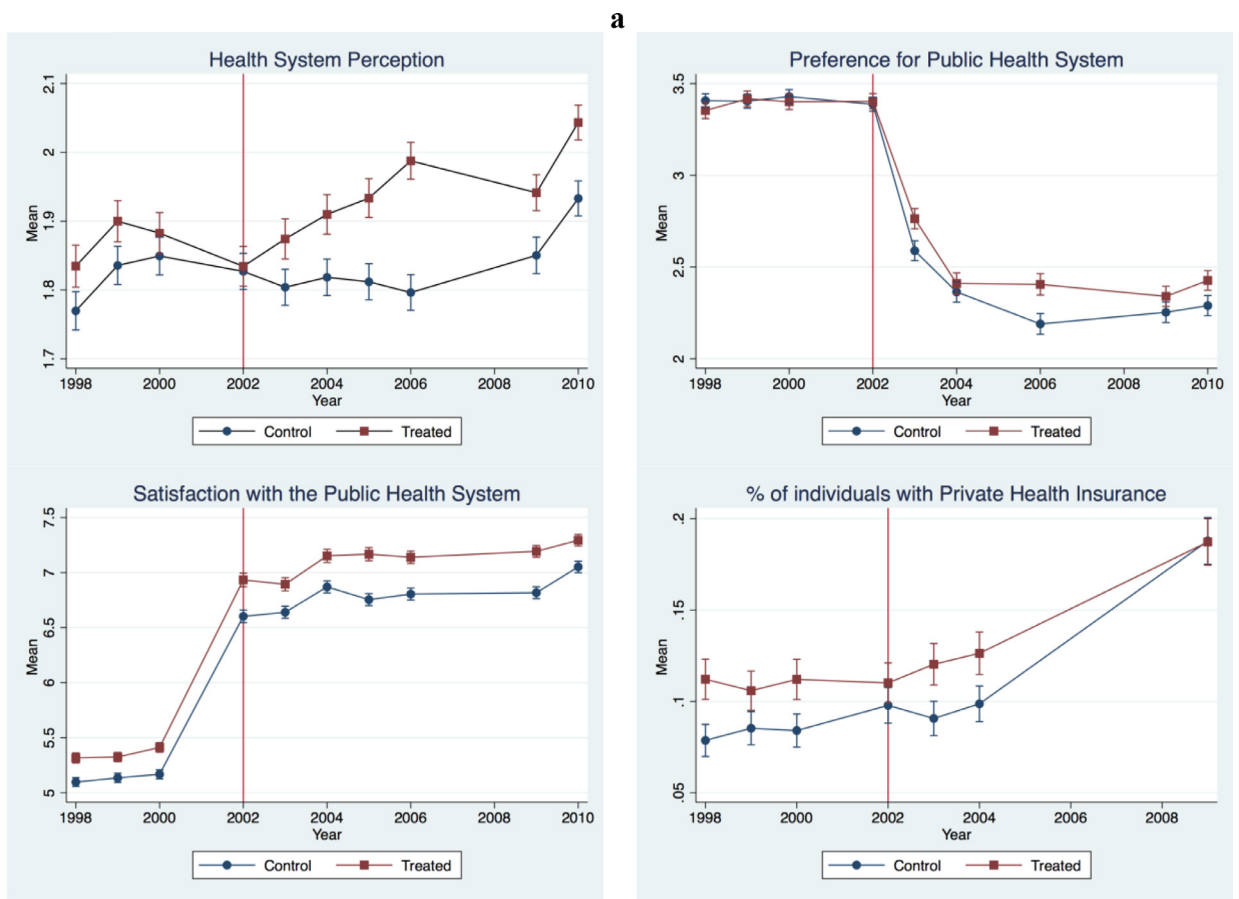 a
Health System Perception
Mean
2.1
2
1.9
1.8
1.7
1998 2000 2002 2004 2006 2008 2010
Year
Control Treated
Preference for Public Health System
Mean
3.5
3
2.5
2
1998 2000 2002 2004 2006 2008 2010
Year
Control Treated
Satisfaction with the Public Health System
Mean
7.5
7
6.5
6
5.5
5
1998 2000 2002 2004 2006 2008 2010
Year
Control Treated
% of individuals with Private Health Insurance
Mean
.2
.15
.1
.05
1998 2000 2002 2004 2006 2008
Year
Control Treated